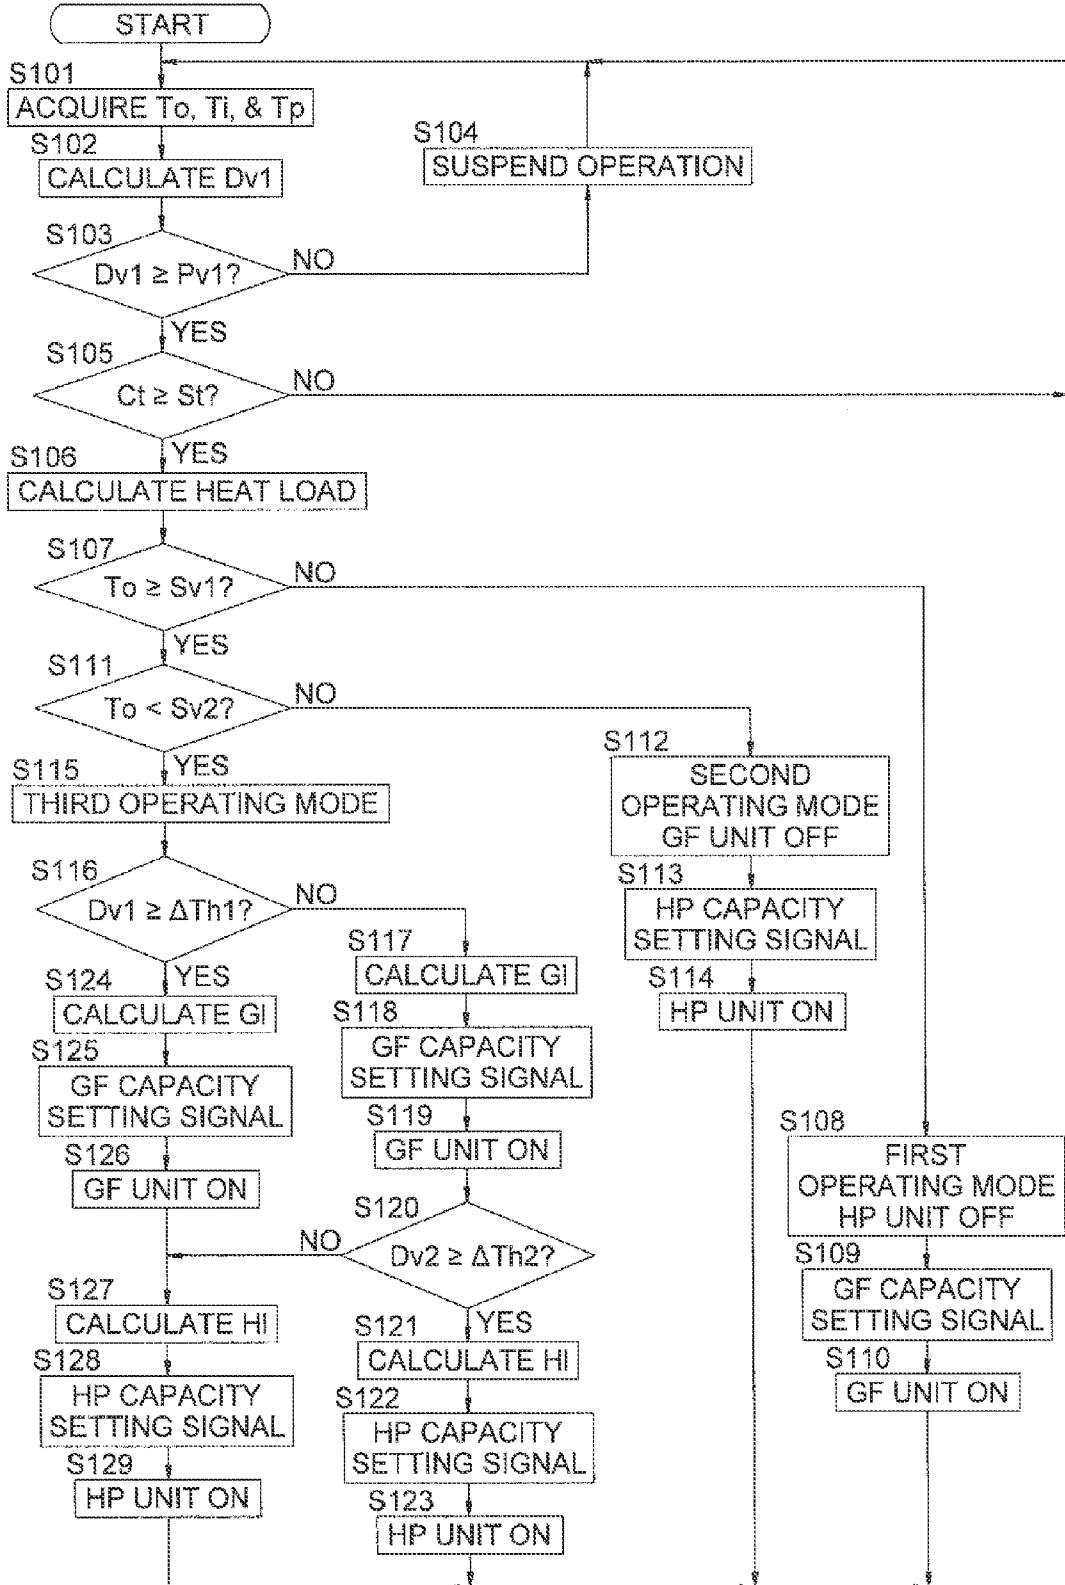 START
S101
ACQUIRE To, Ti, & Tp
S102
CALCULATE Dv1
S104
SUSPEND OPERATION
S103
Dv1 ≥ Pv1?
NO
YES
S105
Ct ≥ St?
NO
YES
S106
CALCULATE HEAT LOAD
S107
To ≥ Sv1?
NO
YES
S111
To < Sv2?
NO
YES
S112
SECOND
OPERATING MODE
GF UNIT OFF
S113
HP CAPACITY
SETTING SIGNAL
S114
HP UNIT ON
S115
THIRD OPERATING MODE
S116
Dv1 ≥ ΔTh1?
NO
YES
S117
CALCULATE GI
S118
GF CAPACITY
SETTING SIGNAL
S119
GF UNIT ON
S124
CALCULATE GI
S125
GF CAPACITY
SETTING SIGNAL
S126
GF UNIT ON
S120
Dv2 ≥ ΔTh2?
NO
YES
S108
FIRST
OPERATING MODE
HP UNIT OFF
S109
GF CAPACITY
SETTING SIGNAL
S110
GF UNIT ON
S127
CALCULATE HI
S128
HP CAPACITY
SETTING SIGNAL
S129
HP UNIT ON
S121
CALCULATE HI
S122
HP CAPACITY
SETTING SIGNAL
S123
HP UNIT ON